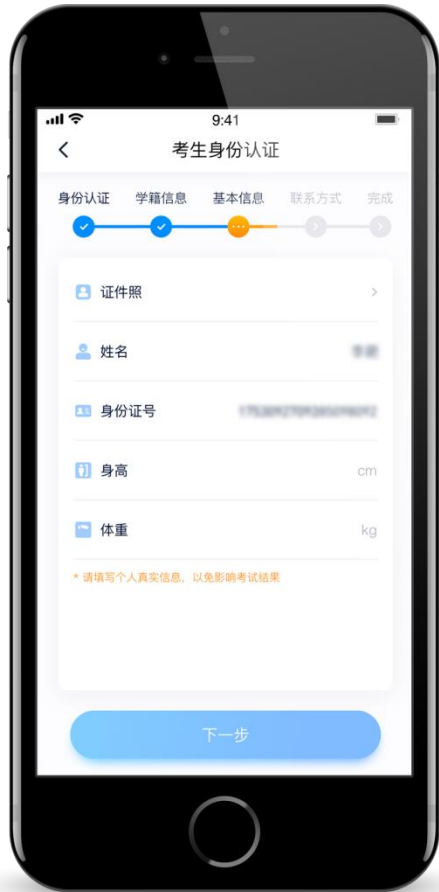 9:41
考生身份认证
身份认证 学籍信息 基本信息 联系方式 完成
证件照
姓名
身份证号
身高 cm
体重 kg
* 请填写个人真实信息，以免影响考试结果
下一步